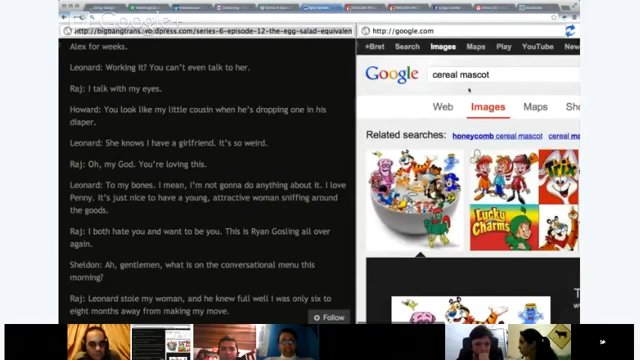 Google+
http://bigbangtrans.wordpress.com/series-6-episode-12-the-egg-salad-equivalen
Alex for weeks.
Leonard: Working it? You can't even talk to her.
Raj: I talk with my eyes.
Howard: You look like my little cousin when he's dropping one in his
diaper.
Leonard: She knows I have a girlfriend. It's so weird.
Raj: Oh, my God. You're loving this.
Leonard: To my bones. I mean, I'm not gonna do anything about it. I love
Penny. It's just nice to have a young, attractive woman sniffing around
the goods.
Raj: I both hate you and want to be you. This is Ryan Gosling all over
again.
Sheldon: Ah, gentlemen, what is on the conversational menu this
morning?
Raj: Leonard stole my woman, and he knew full well I was only six to
eight months away from making my move.
Follow
http://google.com
+Bret Search Images Maps Play YouTube New
Google
cereal mascot
Web Images Maps Sho
Related searches: honeycomb cereal mascot cereal ma
Trix
LUCKY CHARMS
T
w